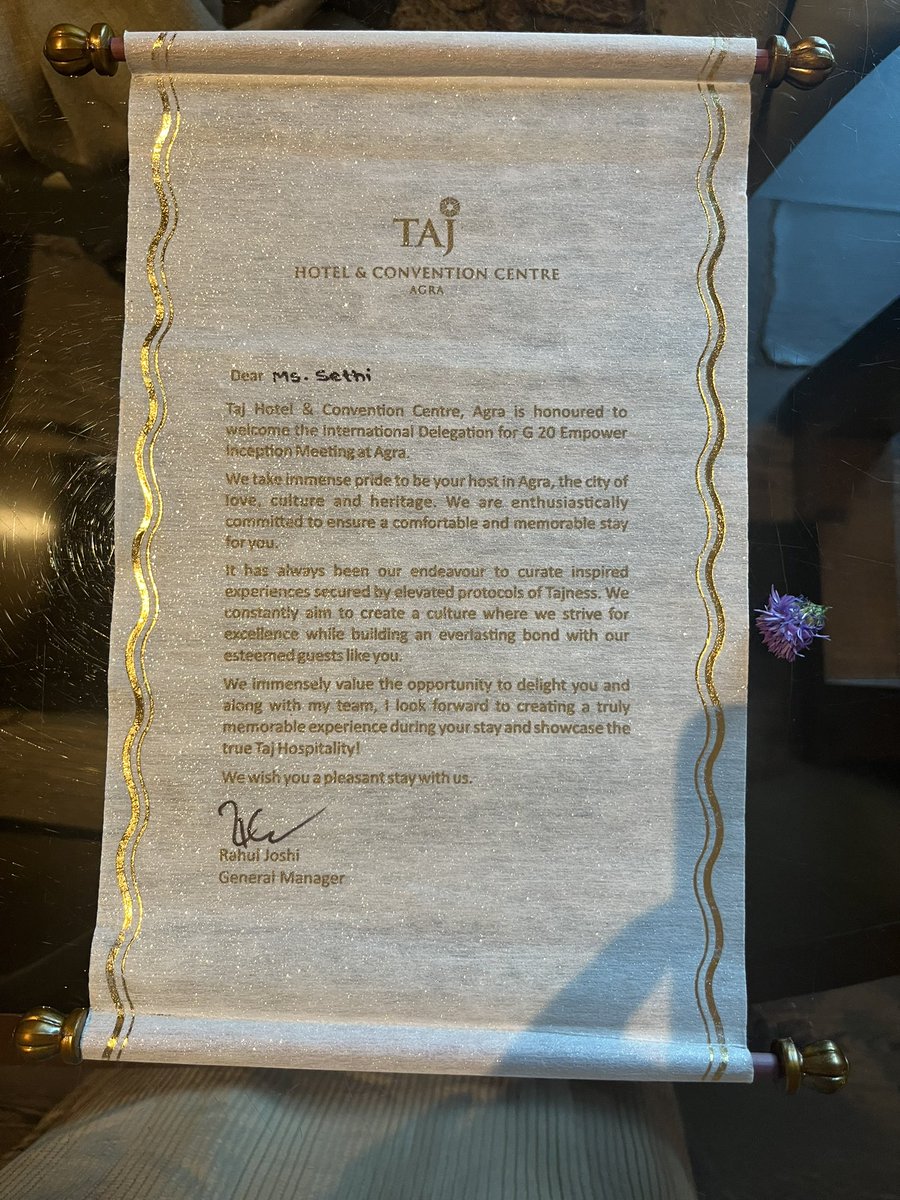 TAJ
HOTEL & CONVENTION CENTRE
AGRA
Dear Ms. Sethi
Taj Hotel & Convention Centre, Agra is honoured to
welcome the International Delegation for G 20 Empower
Inception Meeting at Agra.
We take immense pride to be your host in Agra, the city of
love, culture and heritage. We are enthusiastically
committed to ensure a comfortable and memorable stay
for you.
It has always been our endeavour to curate inspired
experiences secured by elevated protocols of Tajness. We
constantly aim to create a culture where we strive for
excellence while building an everlasting bond with our
esteemed guests like you.
We immensely value the opportunity to delight you and
along with my team, I look forward to creating a truly
memorable experience during your stay and showcase the
true Taj Hospitality!
We wish you a pleasant stay with us.
Rahul Joshi
General Manager